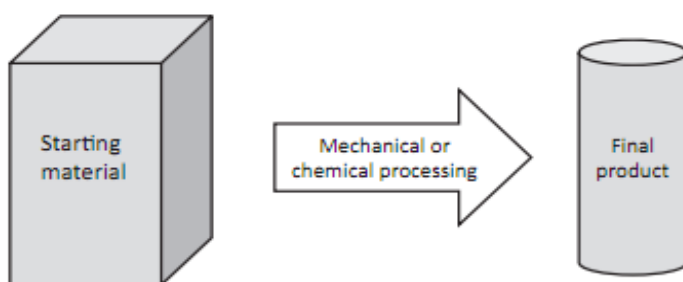 Starting
material
Mechanical or
chemical processing
Final
product